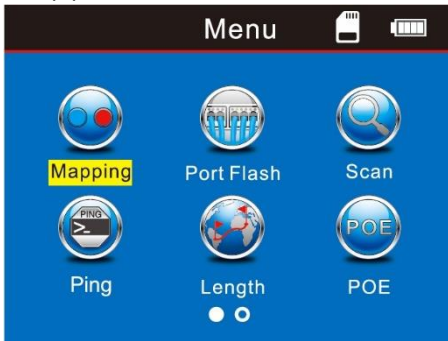 Menu
Mapping
Port Flash
Scan
PING
>_
Ping
Length
POE
POE